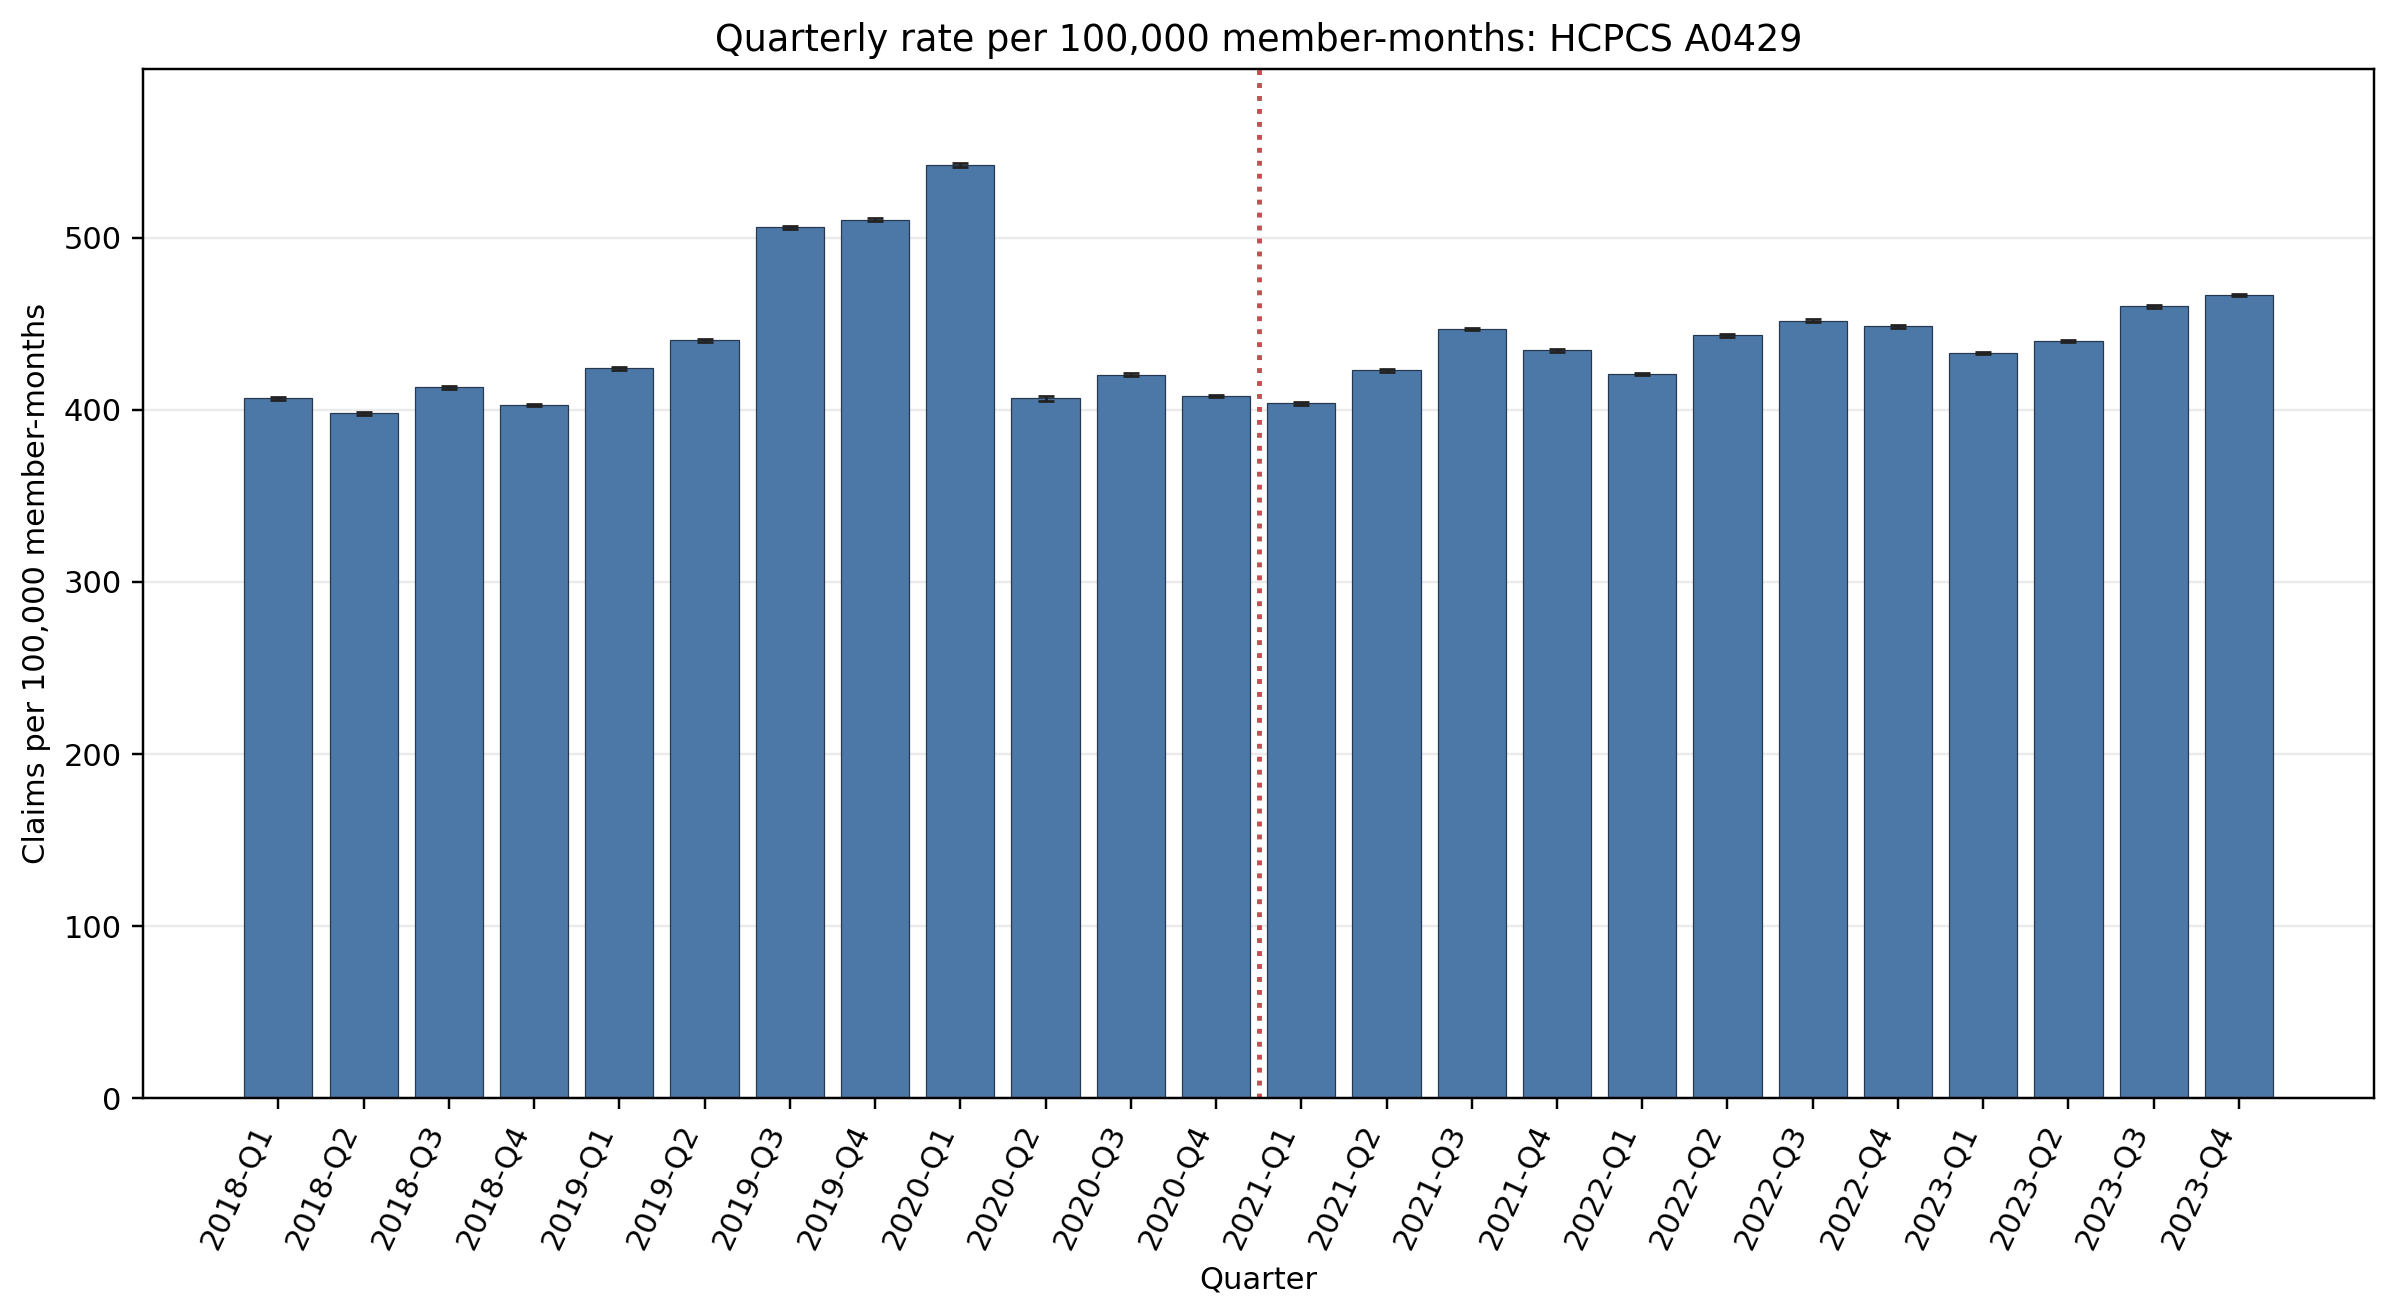 Quarterly rate per 100,000 member-months: HCPCS A0429
Claims per 100,000 member-months
500
400
300
200
100
0
2018-Q1
2018-Q2
2018-Q3
2018-Q4
2019-Q1
2019-Q2
2019-Q3
2019-Q4
2020-Q1
2020-Q2
2020-Q3
2020-Q4
2021-Q1
2021-Q2
2021-Q3
2021-Q4
2022-Q1
2022-Q2
2022-Q3
2022-Q4
2023-Q1
2023-Q2
2023-Q3
2023-Q4
Quarter